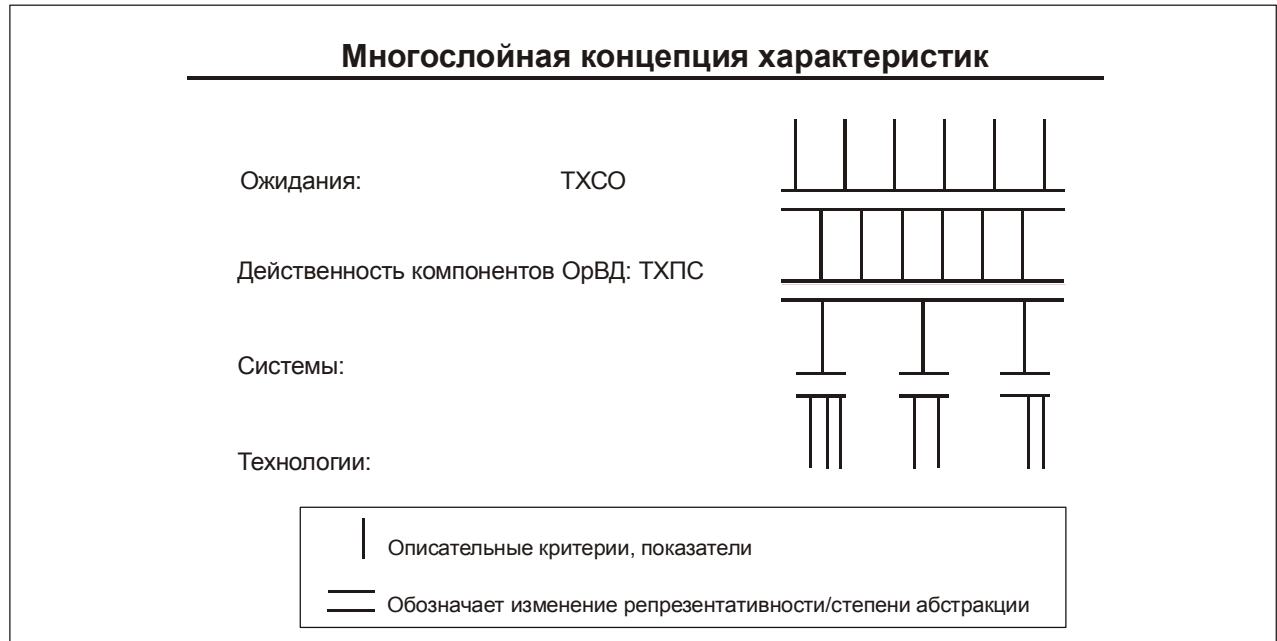 Многослойная концепция характеристик
Ожидания: ТХСО
Действенность компонентов ОрВД: ТХПС
Системы:
Технологии:
Описательные критерии, показатели
Обозначает изменение репрезентативности/степени абстракции